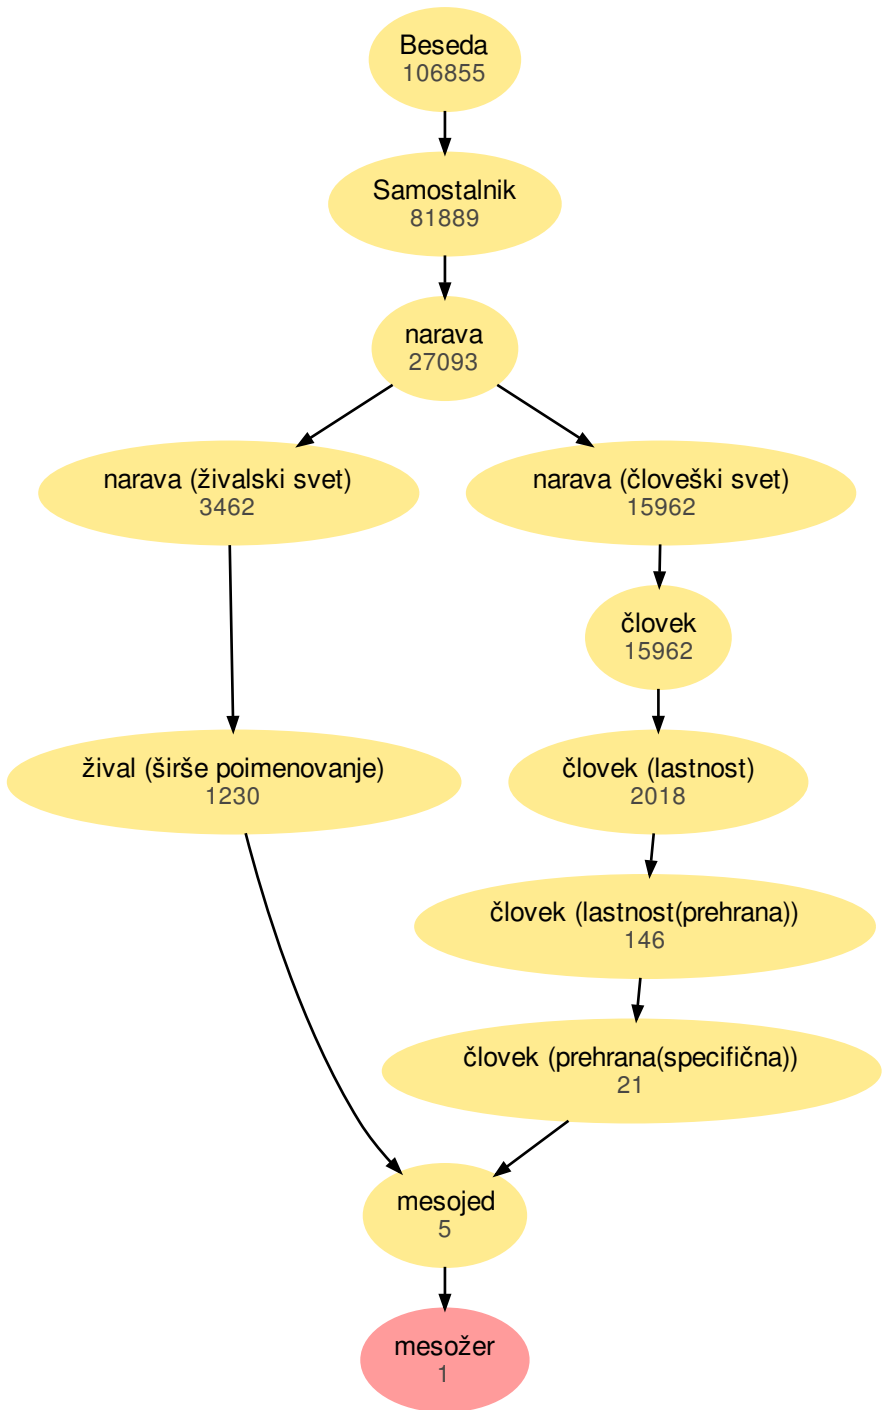 Beseda
106855
Samostalnik
81889
narava
27093
narava (živalski svet)
3462
narava (človeški svet)
15962
človek
15962
žival (širše poimenovanje)
1230
človek (lastnost)
2018
človek (lastnost(prehrana))
146
človek (prehrana(specifična))
21
mesojed
5
mesožer
1